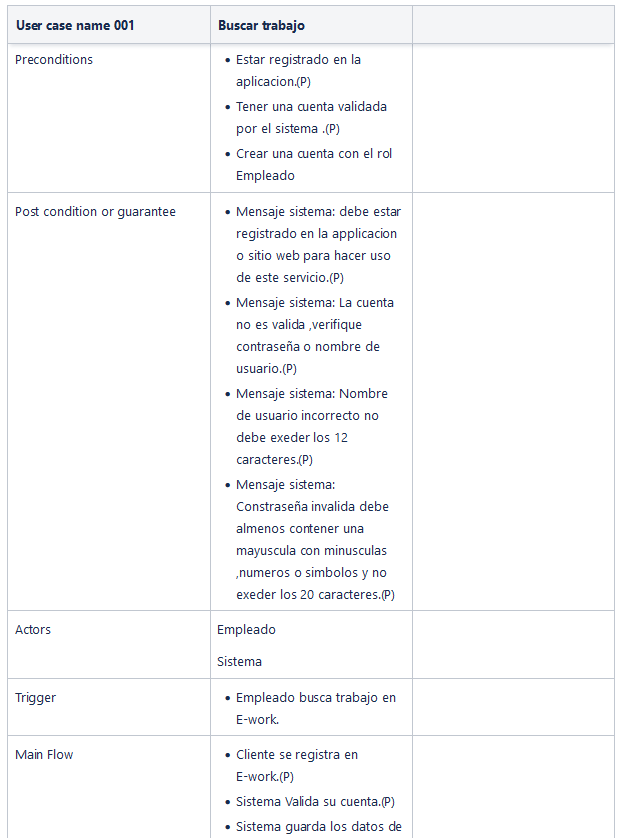 User case name 001
Buscar trabajo
Preconditions
• Estar registrado en la
aplicacion.(P)
• Tener una cuenta validada
por el sistema .(P)
• Crear una cuenta con el rol
Empleado
Post condition or guarantee
• Mensaje sistema: debe estar
registrado en la applicacion
o sitio web para hacer uso
de este servicio.(P)
• Mensaje sistema: La cuenta
no es valida ,verifique
contraseña o nombre de
usuario.(P)
• Mensaje sistema: Nombre
de usuario incorrecto no
debe exeder los 12
caracteres.(P)
• Mensaje sistema:
Constraseña invalida debe
almenos contener una
mayuscula con minusculas
,numeros o simbolos y no
exeder los 20 caracteres.(P)
Actors
Empleado
Sistema
Trigger
• Empleado busca trabajo en
E-work.
Main Flow
• Cliente se registra en
E-work.(P)
• Sistema Valida su cuenta.(P)
• Sistema guarda los datos de